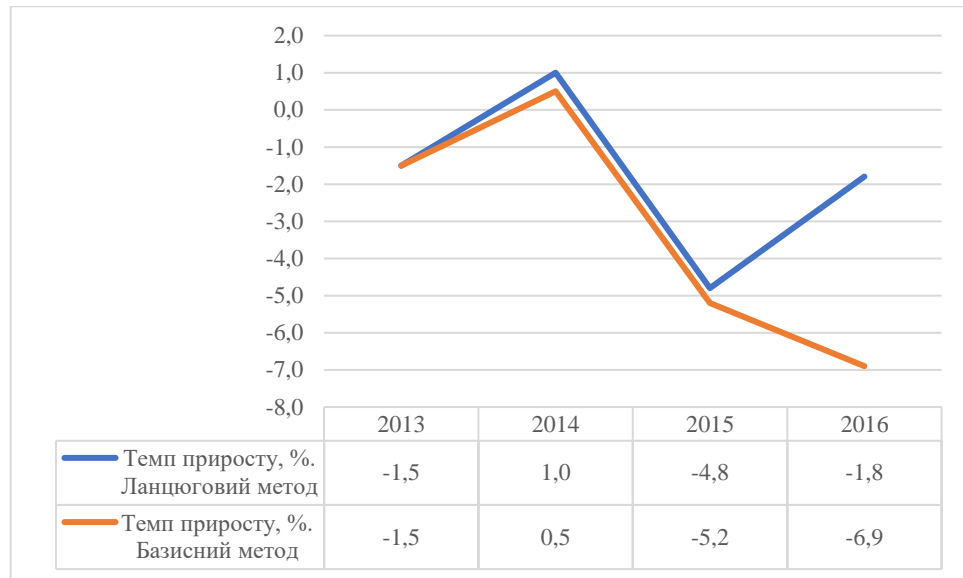 2,0
1,0
0,0
-1,0
-2,0
-3,0
-4,0
-5,0
-6,0
-7,0
-8,0
2013 2014 2015 2016
Темп приросту, %.
Ланцюговий метод
-1,5 1,0 -4,8 -1,8
Темп приросту, %.
Базисний метод
-1,5 0,5 -5,2 -6,9